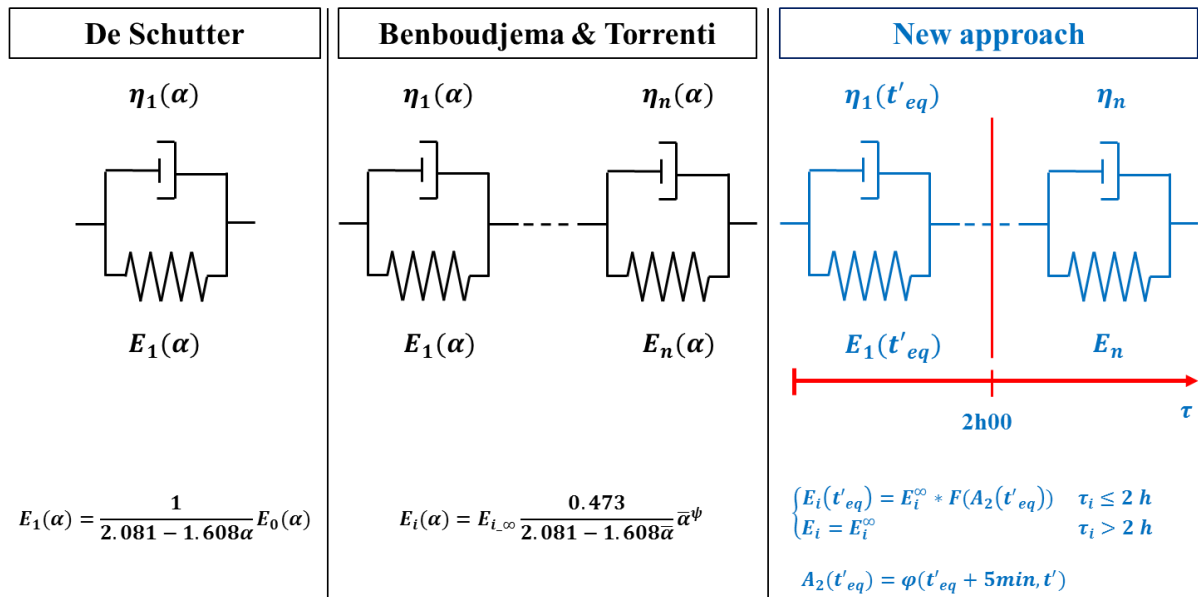 De Schutter
η₁(α)
E₁(α)
E₁(α) = 1 / (2.081 − 1.608α) E₀(α)
Benboudjema & Torrenti
η₁(α) ηₙ(α)
E₁(α) Eₙ(α)
Eᵢ(α) = Eᵢ_∞ 0.473 / (2.081 − 1.608ᾱ) ᾱ^ψ
New approach
η₁(t′eq) ηₙ
E₁(t′eq) Eₙ
2h00 τ
{Eᵢ(t′eq) = Eᵢ^∞ * F(A₂(t′eq)) τᵢ ≤ 2 h
Eᵢ = Eᵢ^∞ τᵢ > 2 h
A₂(t′eq) = φ(t′eq + 5min, t′)